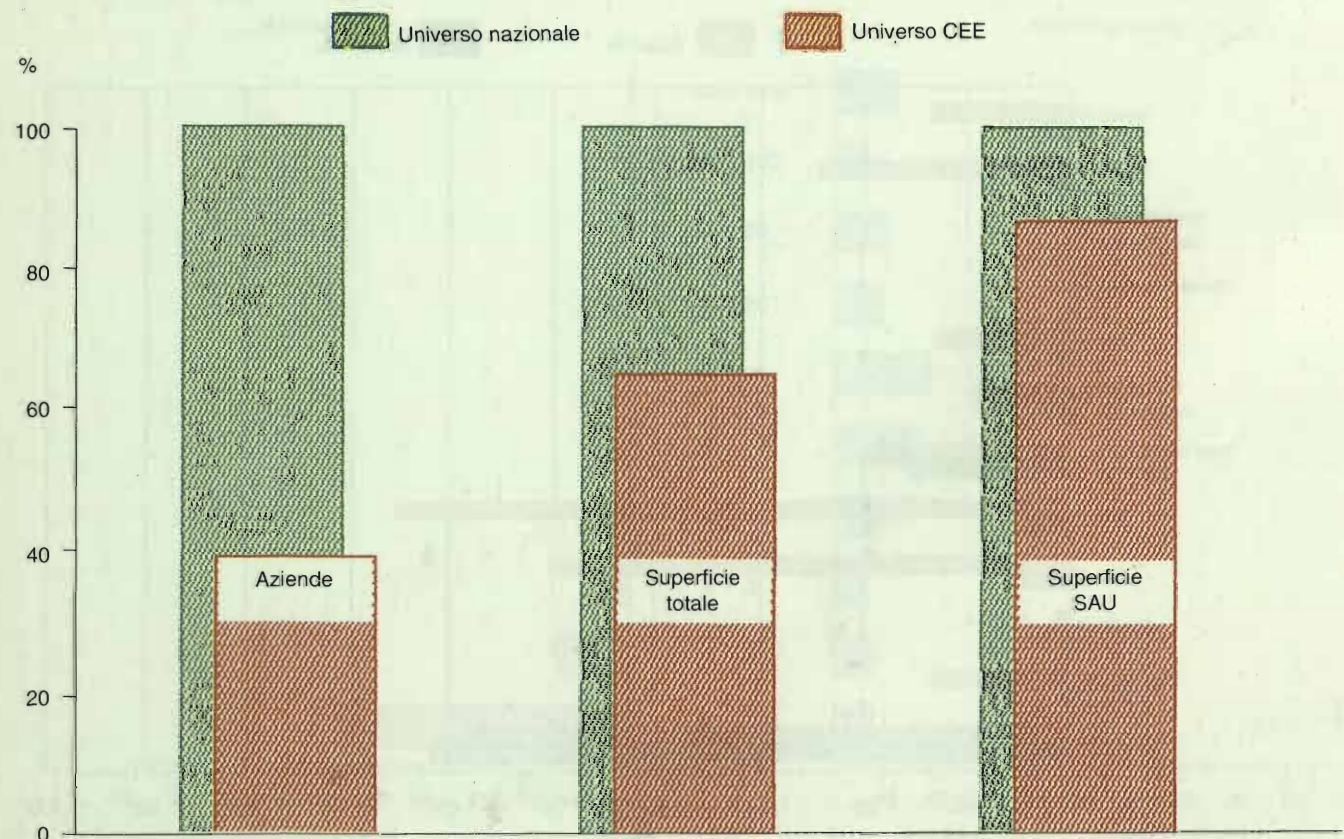 Universo nazionale
Universo CEE
%
100
80
60
40
20
0
Aziende
Superficie
totale
Superficie
SAU